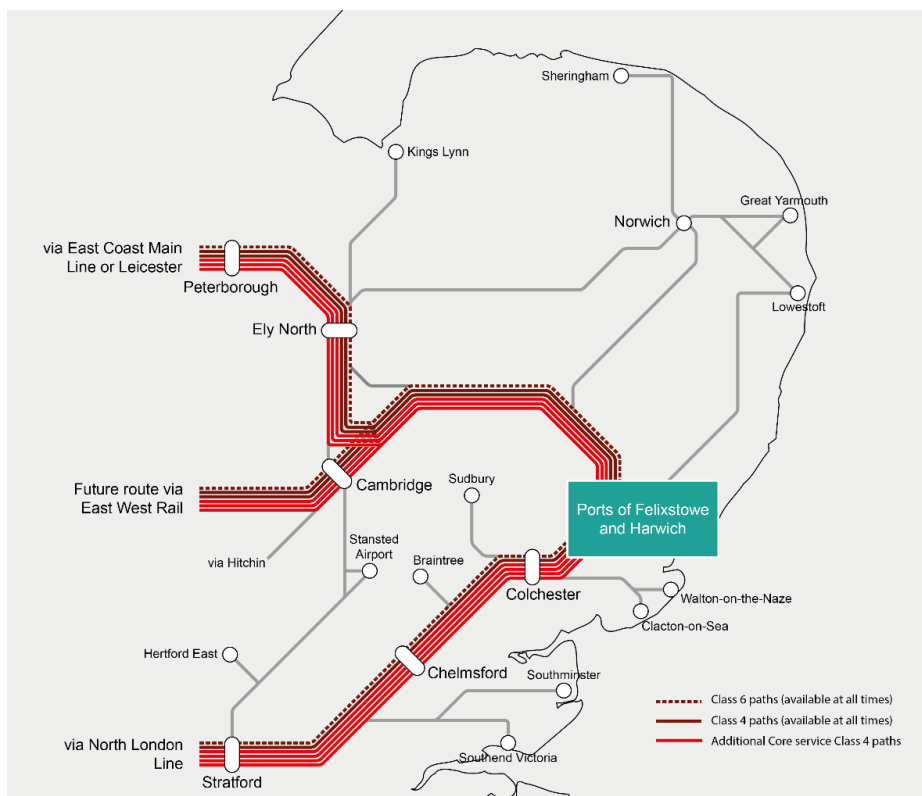 Sheringham
Kings Lynn
Great Yarmouth
Norwich
via East Coast Main
Line or Leicester
Peterborough
Lowestoft
Ely North
Sudbury
Cambridge
Future route via
East West Rail
Ports of Felixstowe
and Harwich
Stansted
Airport
via Hitchin
Braintree
Colchester
Walton-on-the-Naze
Clacton-on-Sea
Hertford East
Chelmsford
Southminster
Class 6 paths (available at all times)
Class 4 paths (available at all times)
Additional Core service Class 4 paths
via North London
Line
Southend Victoria
Stratford